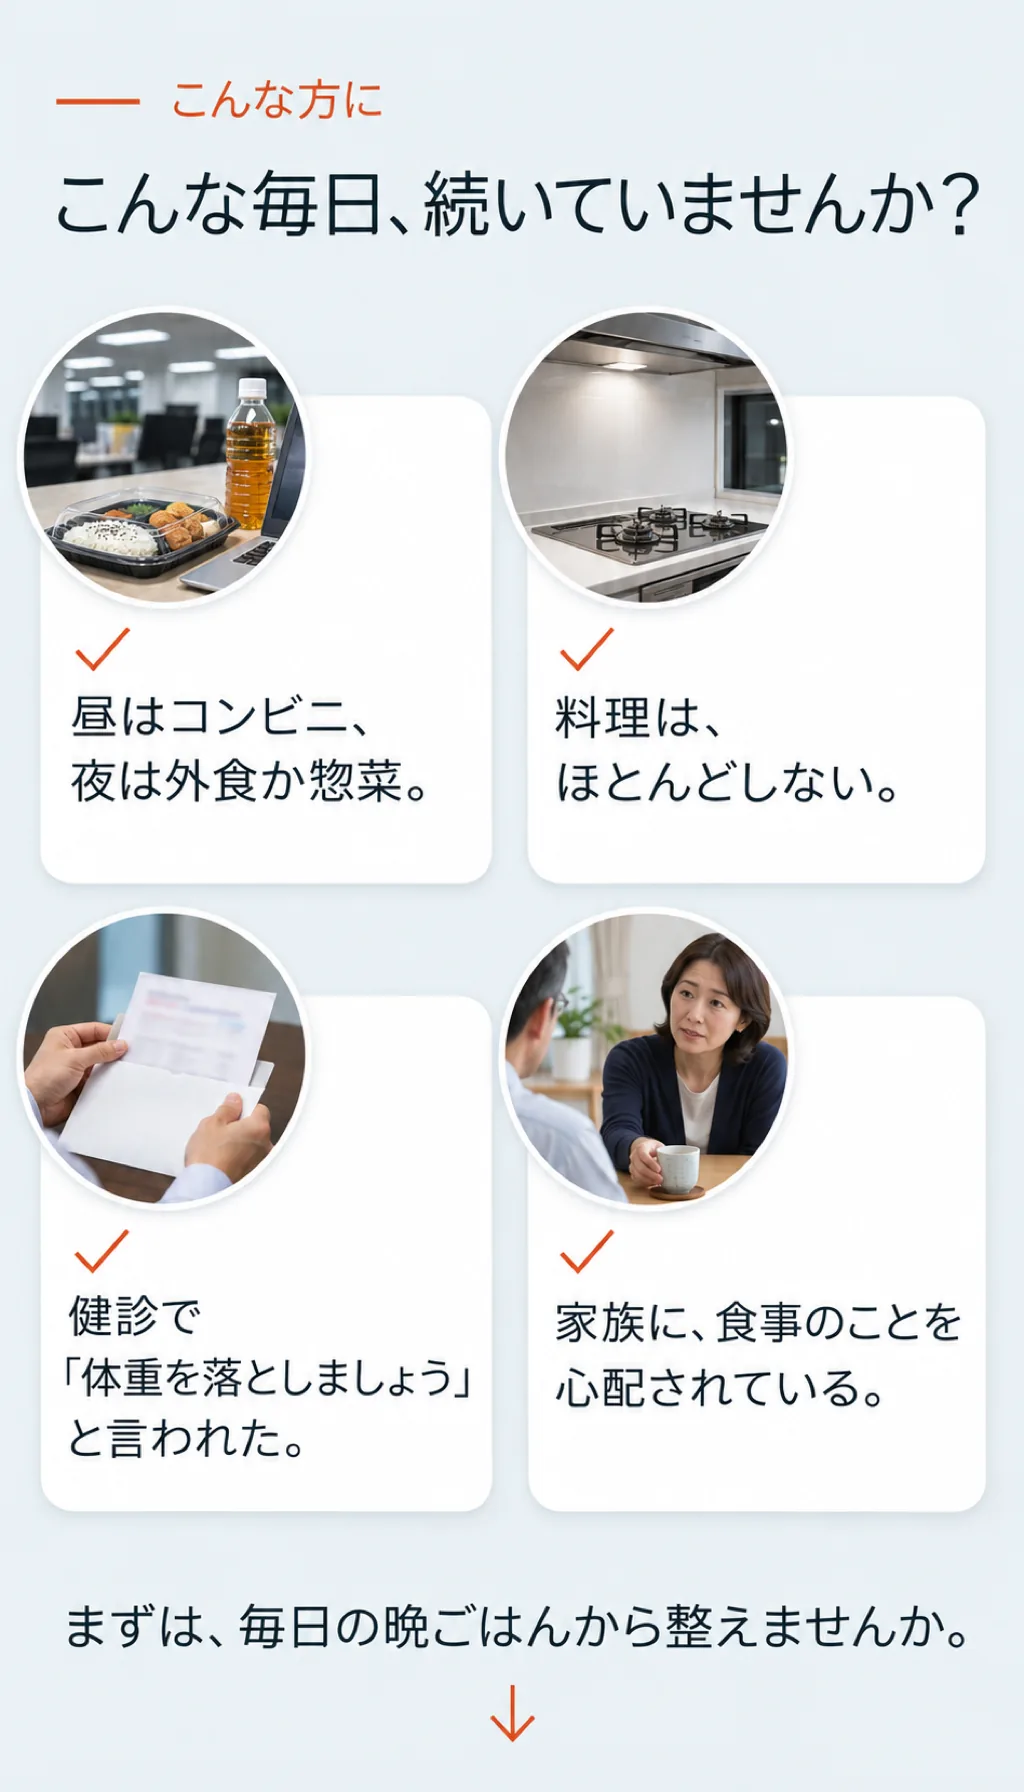 こんな方に
こんな毎日、続いていませんか？
昼はコンビニ、
夜は外食か惣菜。
料理は、
ほとんどしない。
健診で
「体重を落としましょう」
と言われた。
家族に、食事のことを
心配されている。
まずは、毎日の晩ごはんから整えませんか。